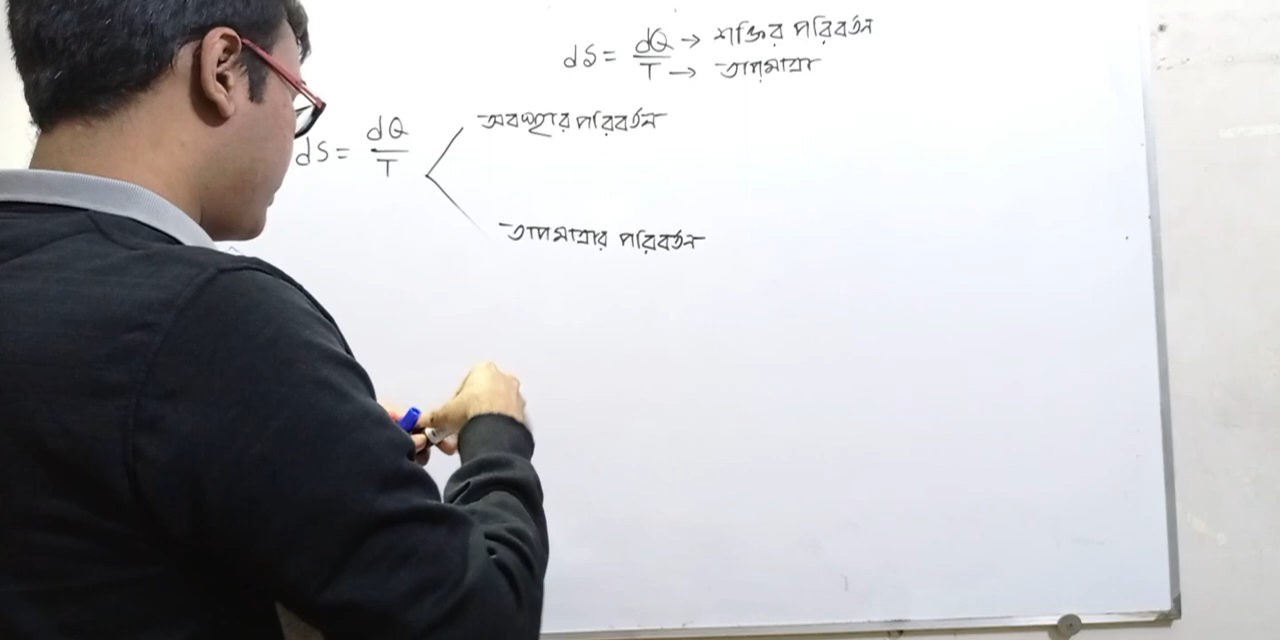 dS = dQ/T → শক্তির পরিবর্তন
→ তাপমাত্রা
dS = dQ/T
অবস্থার পরিবর্তন
তাপমাত্রার পরিবর্তন